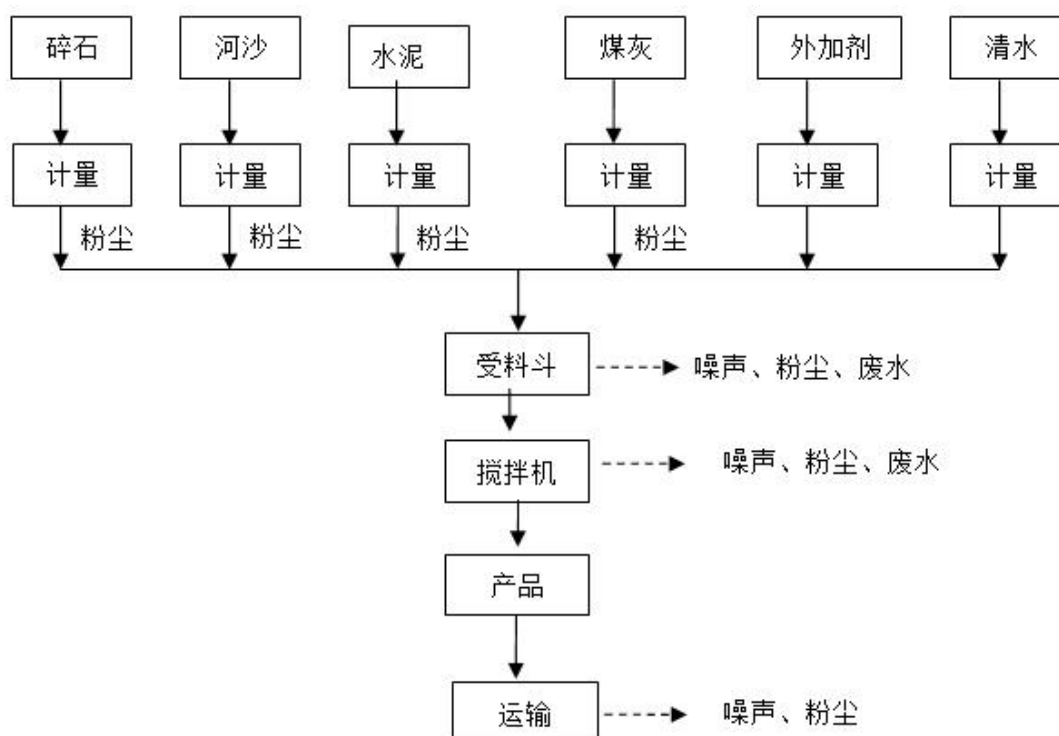 碎石 河沙 水泥 煤灰 外加剂 清水
计量 计量 计量 计量 计量 计量
粉尘 粉尘 粉尘 粉尘
受料斗 噪声、粉尘、废水
搅拌机 噪声、粉尘、废水
产品
运输 噪声、粉尘